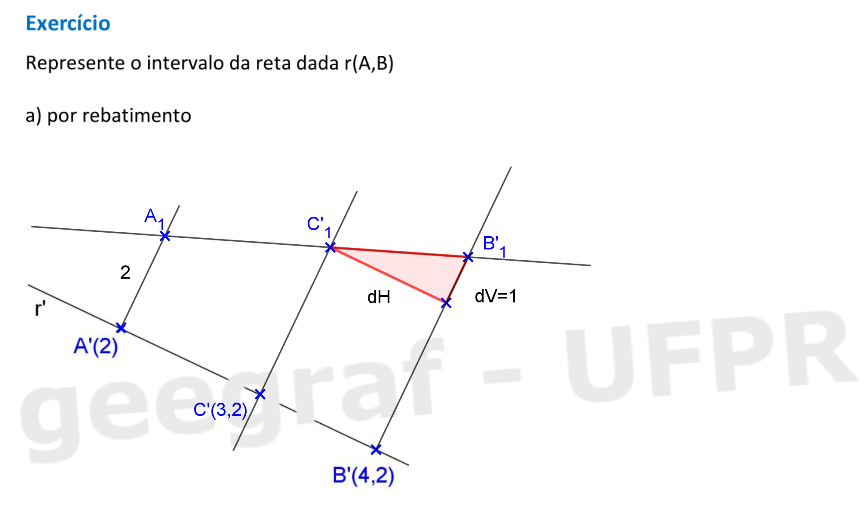 Exercício
Represente o intervalo da reta dada r(A,B)
a) por rebatimento
A1
C'1
B'1
2
dH
dV=1
r'
A'(2)
C'(3,2)
B'(4,2)
geegraf - UFPR